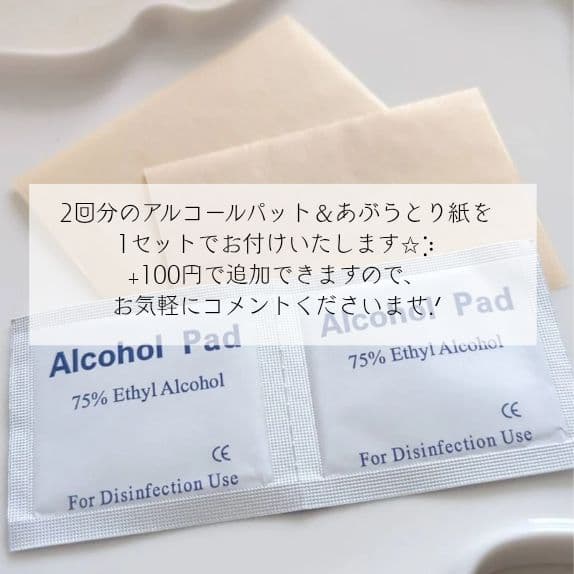 2回分のアルコールパット＆あぶらとり紙を
1セットでお付けいたします☆
+100円で追加できますので、
お気軽にコメントくださいませ!
Alcohol Pad
75% Ethyl Alcohol
CE
For Disinfection Use
Alcohol Pad
75% Ethyl Alcohol
CE
For Disinfection Use